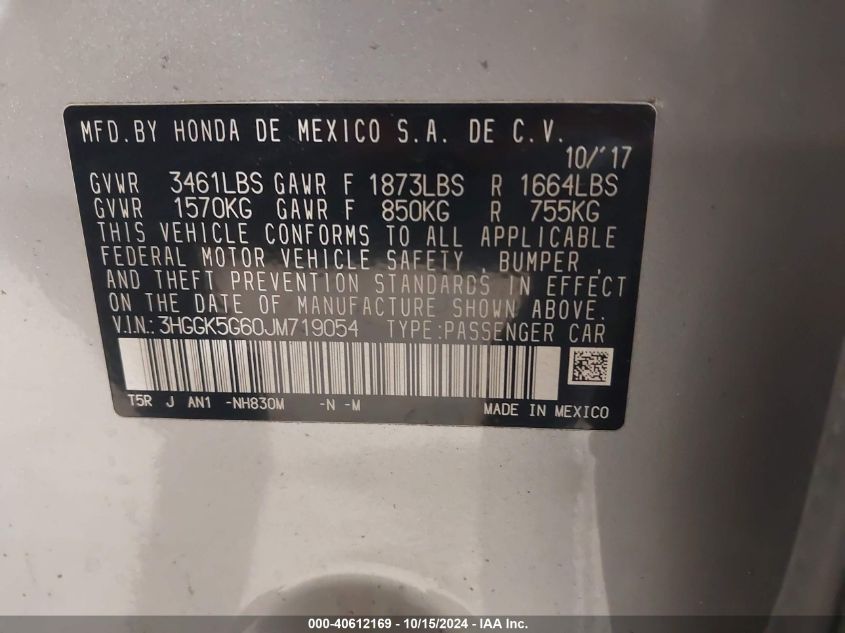 MFD.BY HONDA DE MEXICO S.A. DE C.V.
10/'17
GVWR 3461LBS GAWR F 1873LBS R 1664LBS
GVWR 1570KG GAWR F 850KG R 755KG
THIS VEHICLE CONFORMS TO ALL APPLICABLE
FEDERAL MOTOR VEHICLE SAFETY , BUMPER ,
AND THEFT PREVENTION STANDARDS IN EFFECT
ON THE DATE OF MANUFACTURE SHOWN ABOVE.
V.I.N.: 3HGGK5G60JM719054 TYPE:PASSENGER CAR
T5R J AN1 -NH830M -N -M MADE IN MEXICO
000-40612169 - 10/15/2024 - IAA Inc.